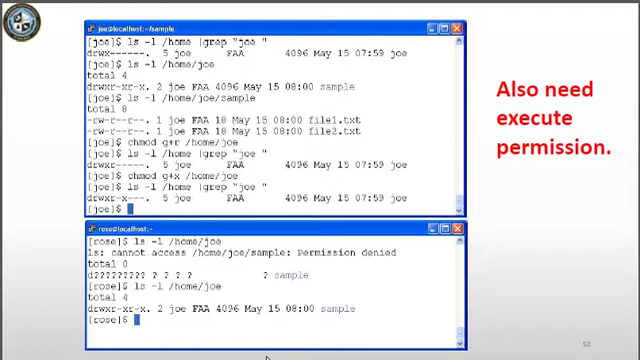 joe@localhost:~/sample
[joe]$ ls -l /home |grep "joe "
drwx------. 5 joe FAA 4096 May 15 07:59 joe
[joe]$ ls -l /home/joe
total 4
drwxr-xr-x. 2 joe FAA 4096 May 15 08:00 sample
[joe]$ ls -l /home/joe/sample
total 8
-rw-r--r--. 1 joe FAA 18 May 15 08:00 file1.txt
-rw-r--r--. 1 joe FAA 18 May 15 08:00 file2.txt
[joe]$ chmod g+r /home/joe
[joe]$ ls -l /home |grep "joe "
drwxr-----. 5 joe FAA 4096 May 15 07:59 joe
[joe]$ chmod g+x /home/joe
[joe]$ ls -l /home |grep "joe "
drwxr-x---. 5 joe FAA 4096 May 15 07:59 joe
[joe]$
Also need
execute
permission.
rose@localhost:~
[rose]$ ls -l /home/joe
ls: cannot access /home/joe/sample: Permission denied
total 0
d????????? ? ? ? ? ? sample
[rose]$ ls -l /home/joe
total 4
drwxr-xr-x. 2 joe FAA 4096 May 15 08:00 sample
[rose]$
52